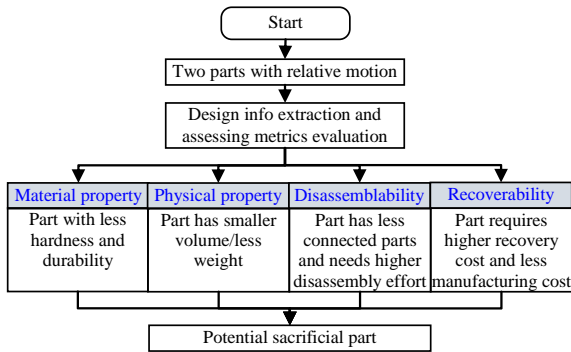 Start
Two parts with relative motion
Design info extraction and
assessing metrics evaluation
Material property
Part with less
hardness and
durability
Physical property
Part has smaller
volume/less
weight
Disassemblability
Part has less
connected parts
and needs higher
disassembly effort
Recoverability
Part requires
higher recovery
cost and less
manufacturing cost
Potential sacrificial part